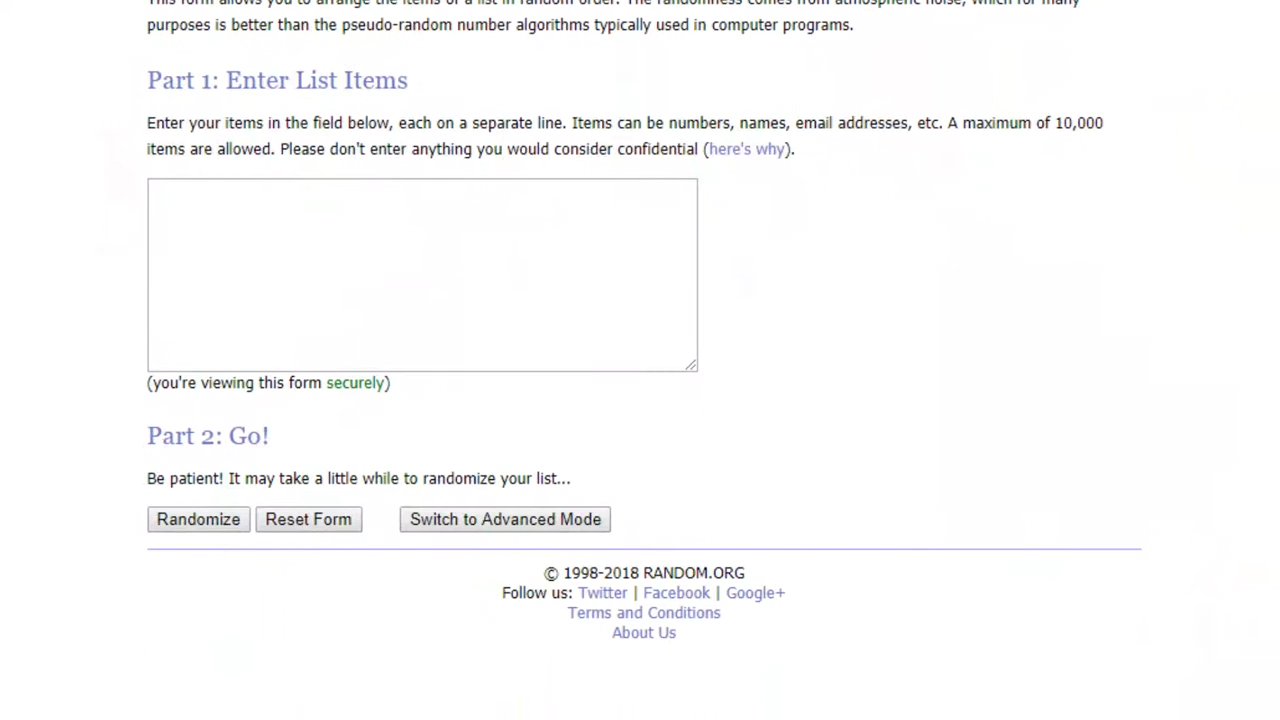 This form allows you to arrange the items of a list in random order. The randomness comes from atmospheric noise, which for many
purposes is better than the pseudo-random number algorithms typically used in computer programs.
Part 1: Enter List Items
Enter your items in the field below, each on a separate line. Items can be numbers, names, email addresses, etc. A maximum of 10,000
items are allowed. Please don't enter anything you would consider confidential (here's why).
(you're viewing this form securely)
Part 2: Go!
Be patient! It may take a little while to randomize your list...
Randomize Reset Form Switch to Advanced Mode
© 1998-2018 RANDOM.ORG
Follow us: Twitter | Facebook | Google+
Terms and Conditions
About Us